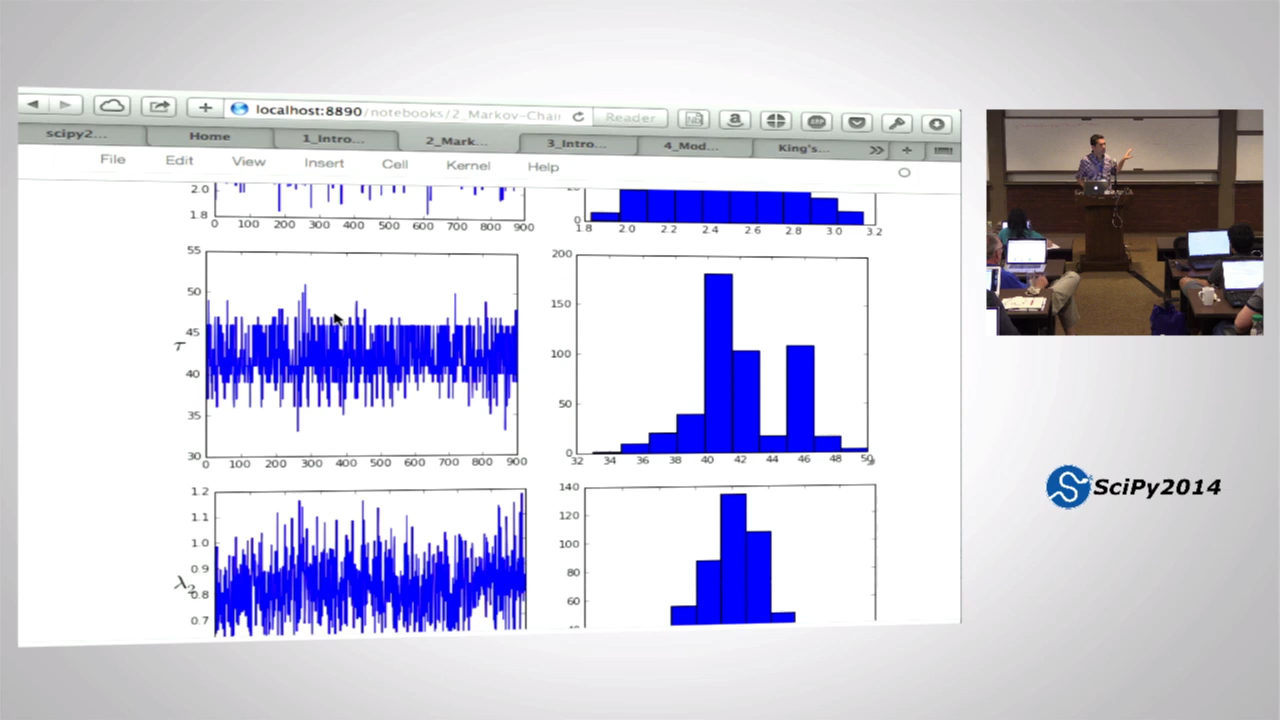 localhost:8890/notebooks/2_Markov-Chai
Reader
scipy2... Home 1_Intro... 2_Mark... 3_Intro... 4_Mod... King's... >> +
File Edit View Insert Cell Kernel Help
2.0
1.8
0 100 200 300 400 500 600 700 800 900
0
1.8 2.0 2.2 2.4 2.6 2.8 3.0 3.2
55
50
45
40
35
30
τ
0 100 200 300 400 500 600 700 800 900
200
150
100
50
0
32 34 36 38 40 42 44 46 48 50
1.2
1.1
1.0
0.9
0.8
0.7
λ2
140
120
100
80
60
SciPy2014